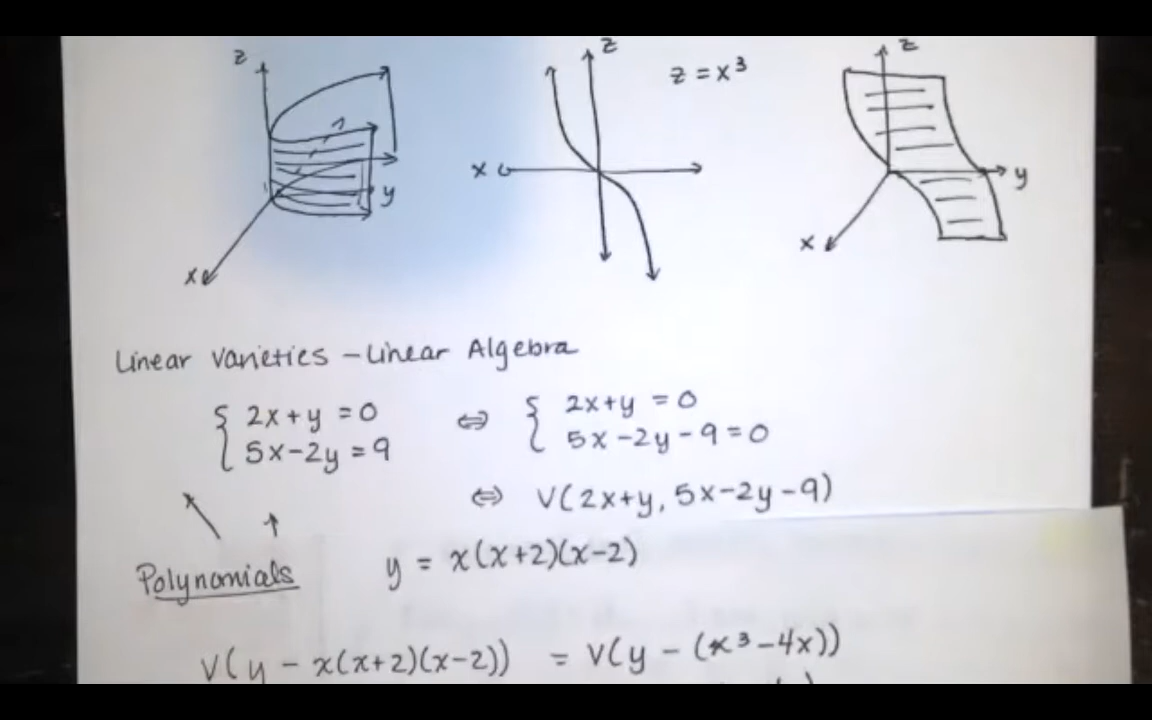 z
y
x
z
x
z = x³
z
y
x
Linear Varieties – Linear Algebra
{ 2x+y = 0 ⇔ { 2x+y = 0
5x-2y = 9 5x-2y-9=0
⇔ V(2x+y, 5x-2y-9)
Polynomials y = x(x+2)(x-2)
V(y - x(x+2)(x-2)) = V(y - (x³-4x))